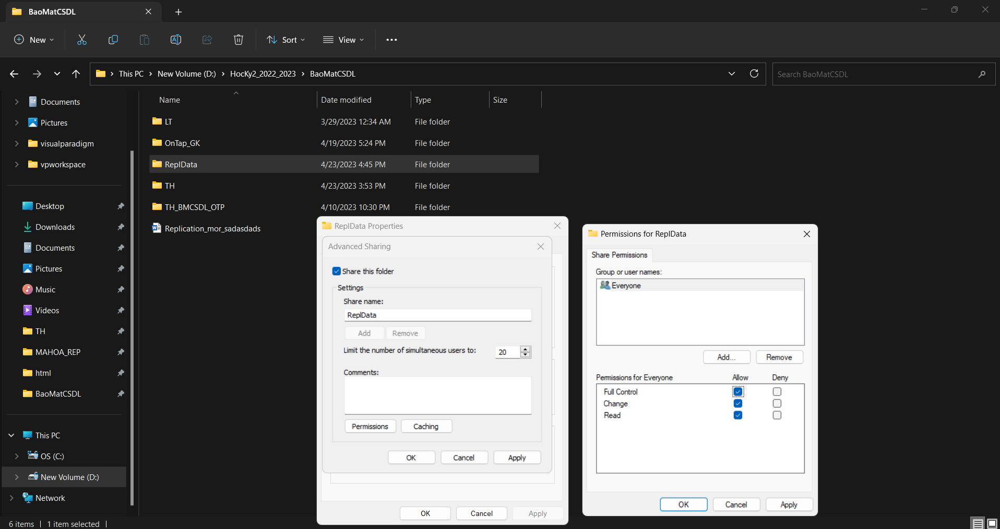 BaoMatCSDL
New
Sort
View
This PC > New Volume (D:) > HocKy2_2022_2023 > BaoMatCSDL
Search BaoMatCSDL
Documents
Pictures
visualparadigm
vpworkspace
Desktop
Downloads
Documents
Pictures
Music
Videos
TH
MAHOA_REP
html
BaoMatCSDL
This PC
OS (C:)
New Volume (D:)
Network
Name Date modified Type Size
LT 3/29/2023 12:34 AM File folder
OnTap_GK 4/19/2023 5:24 PM File folder
ReplData 4/23/2023 4:45 PM File folder
TH 4/23/2023 3:53 PM File folder
TH_BMCSDL_OTP 4/10/2023 10:30 PM File folder
Replication_mor_sadasdads
ReplData Properties
Advanced Sharing
Share this folder
Settings
Share name:
ReplData
Add Remove
Limit the number of simultaneous users to: 20
Comments:
Permissions Caching
OK Cancel Apply
OK Cancel Apply
Permissions for ReplData
Share Permissions
Group or user names:
Everyone
Add... Remove
Permissions for Everyone Allow Deny
Full Control
Change
Read
OK Cancel Apply
6 items 1 item selected